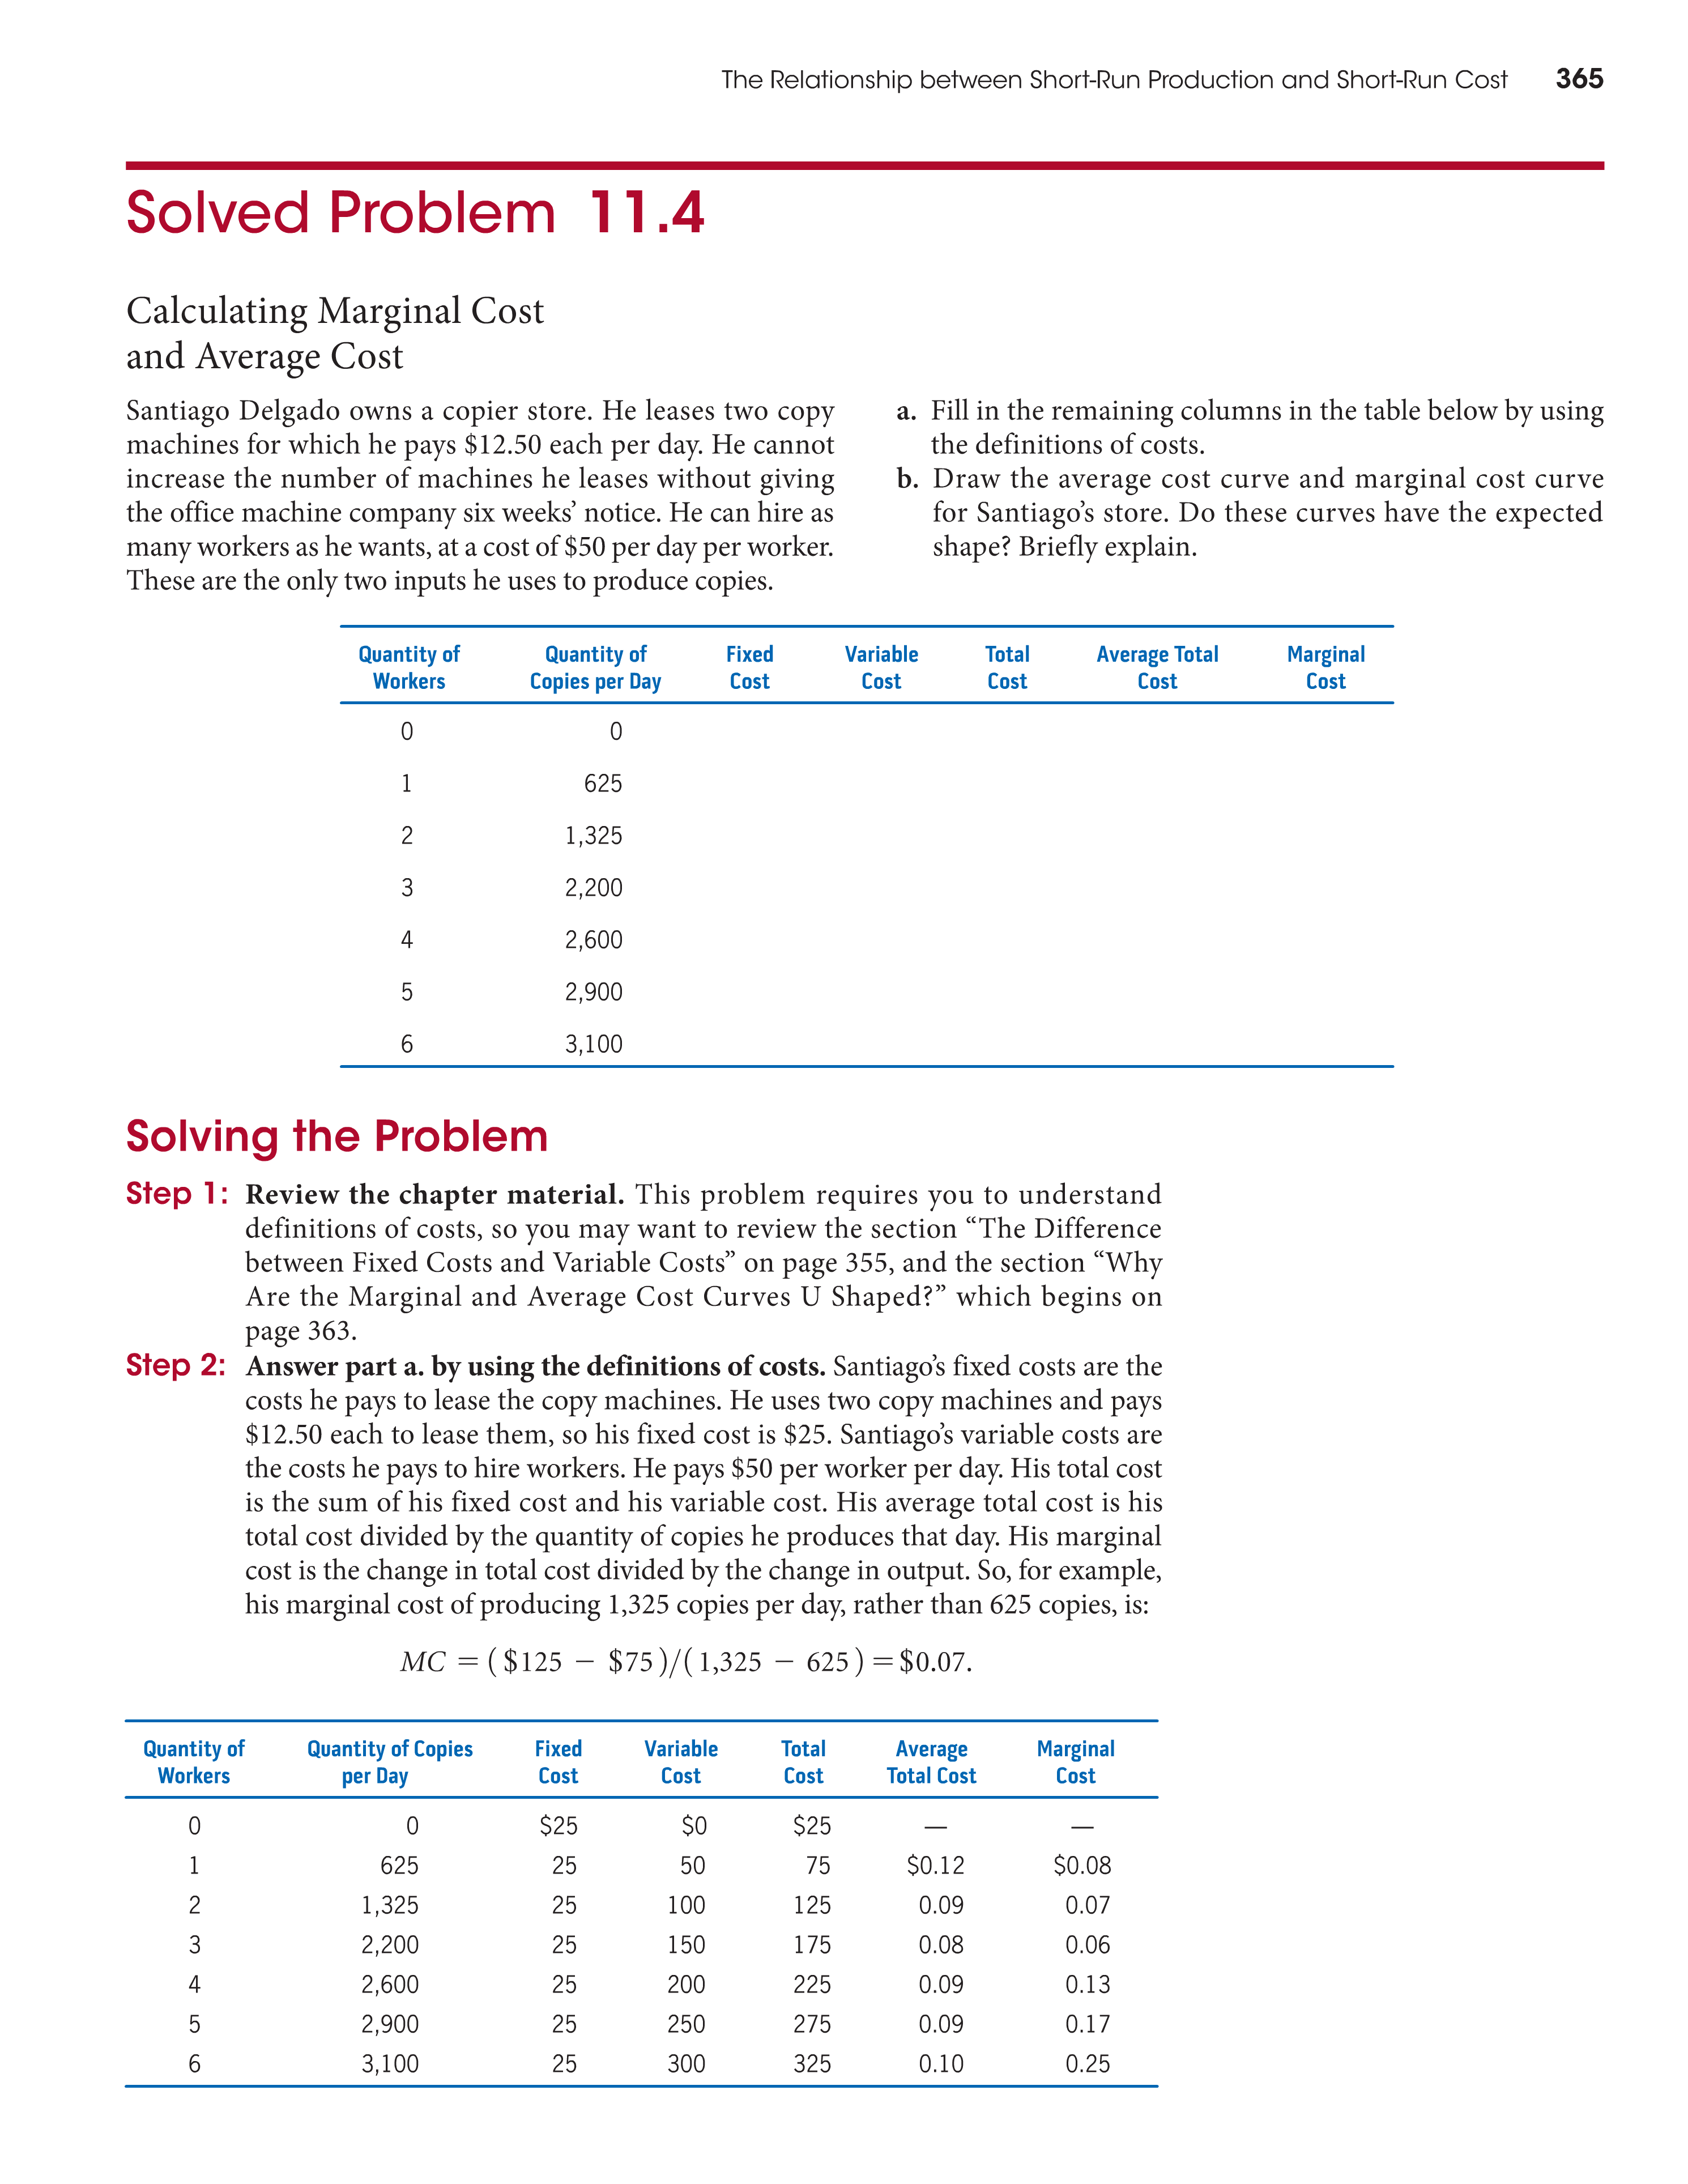 The Relationship between Short-Run Production and Short-Run Cost 365
Solved Problem 11.4
Calculating Marginal Cost
and Average Cost
Santiago Delgado owns a copier store. He leases two copy
machines for which he pays $12.50 each per day. He cannot
increase the number of machines he leases without giving
the office machine company six weeks’ notice. He can hire as
many workers as he wants, at a cost of $50 per day per worker.
These are the only two inputs he uses to produce copies.
a. Fill in the remaining columns in the table below by using
the definitions of costs.
b. Draw the average cost curve and marginal cost curve
for Santiago’s store. Do these curves have the expected
shape? Briefly explain.
Quantity of Quantity of Fixed Variable Total Average Total Marginal
Workers Copies per Day Cost Cost Cost Cost Cost
0 0
1 625
2 1,325
3 2,200
4 2,600
5 2,900
6 3,100
Solving the Problem
Step 1: Review the chapter material. This problem requires you to understand
definitions of costs, so you may want to review the section “The Difference
between Fixed Costs and Variable Costs” on page 355, and the section “Why
Are the Marginal and Average Cost Curves U Shaped?” which begins on
page 363.
Step 2: Answer part a. by using the definitions of costs. Santiago’s fixed costs are the
costs he pays to lease the copy machines. He uses two copy machines and pays
$12.50 each to lease them, so his fixed cost is $25. Santiago’s variable costs are
the costs he pays to hire workers. He pays $50 per worker per day. His total cost
is the sum of his fixed cost and his variable cost. His average total cost is his
total cost divided by the quantity of copies he produces that day. His marginal
cost is the change in total cost divided by the change in output. So, for example,
his marginal cost of producing 1,325 copies per day, rather than 625 copies, is:
MC = ($125 − $75)/(1,325 − 625) = $0.07.
Quantity of Quantity of Copies Fixed Variable Total Average Marginal
Workers per Day Cost Cost Cost Total Cost Cost
0 0 $25 $0 $25 — —
1 625 25 50 75 $0.12 $0.08
2 1,325 25 100 125 0.09 0.07
3 2,200 25 150 175 0.08 0.06
4 2,600 25 200 225 0.09 0.13
5 2,900 25 250 275 0.09 0.17
6 3,100 25 300 325 0.10 0.25